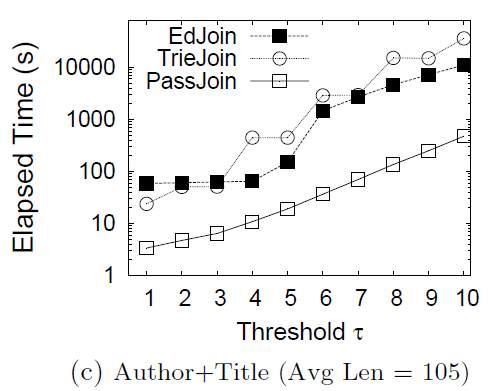 EdJoin
TrieJoin
PassJoin
Elapsed Time (s)
10000
1000
100
10
1
1 2 3 4 5 6 7 8 9 10
Threshold τ
(c) Author+Title (Avg Len = 105)